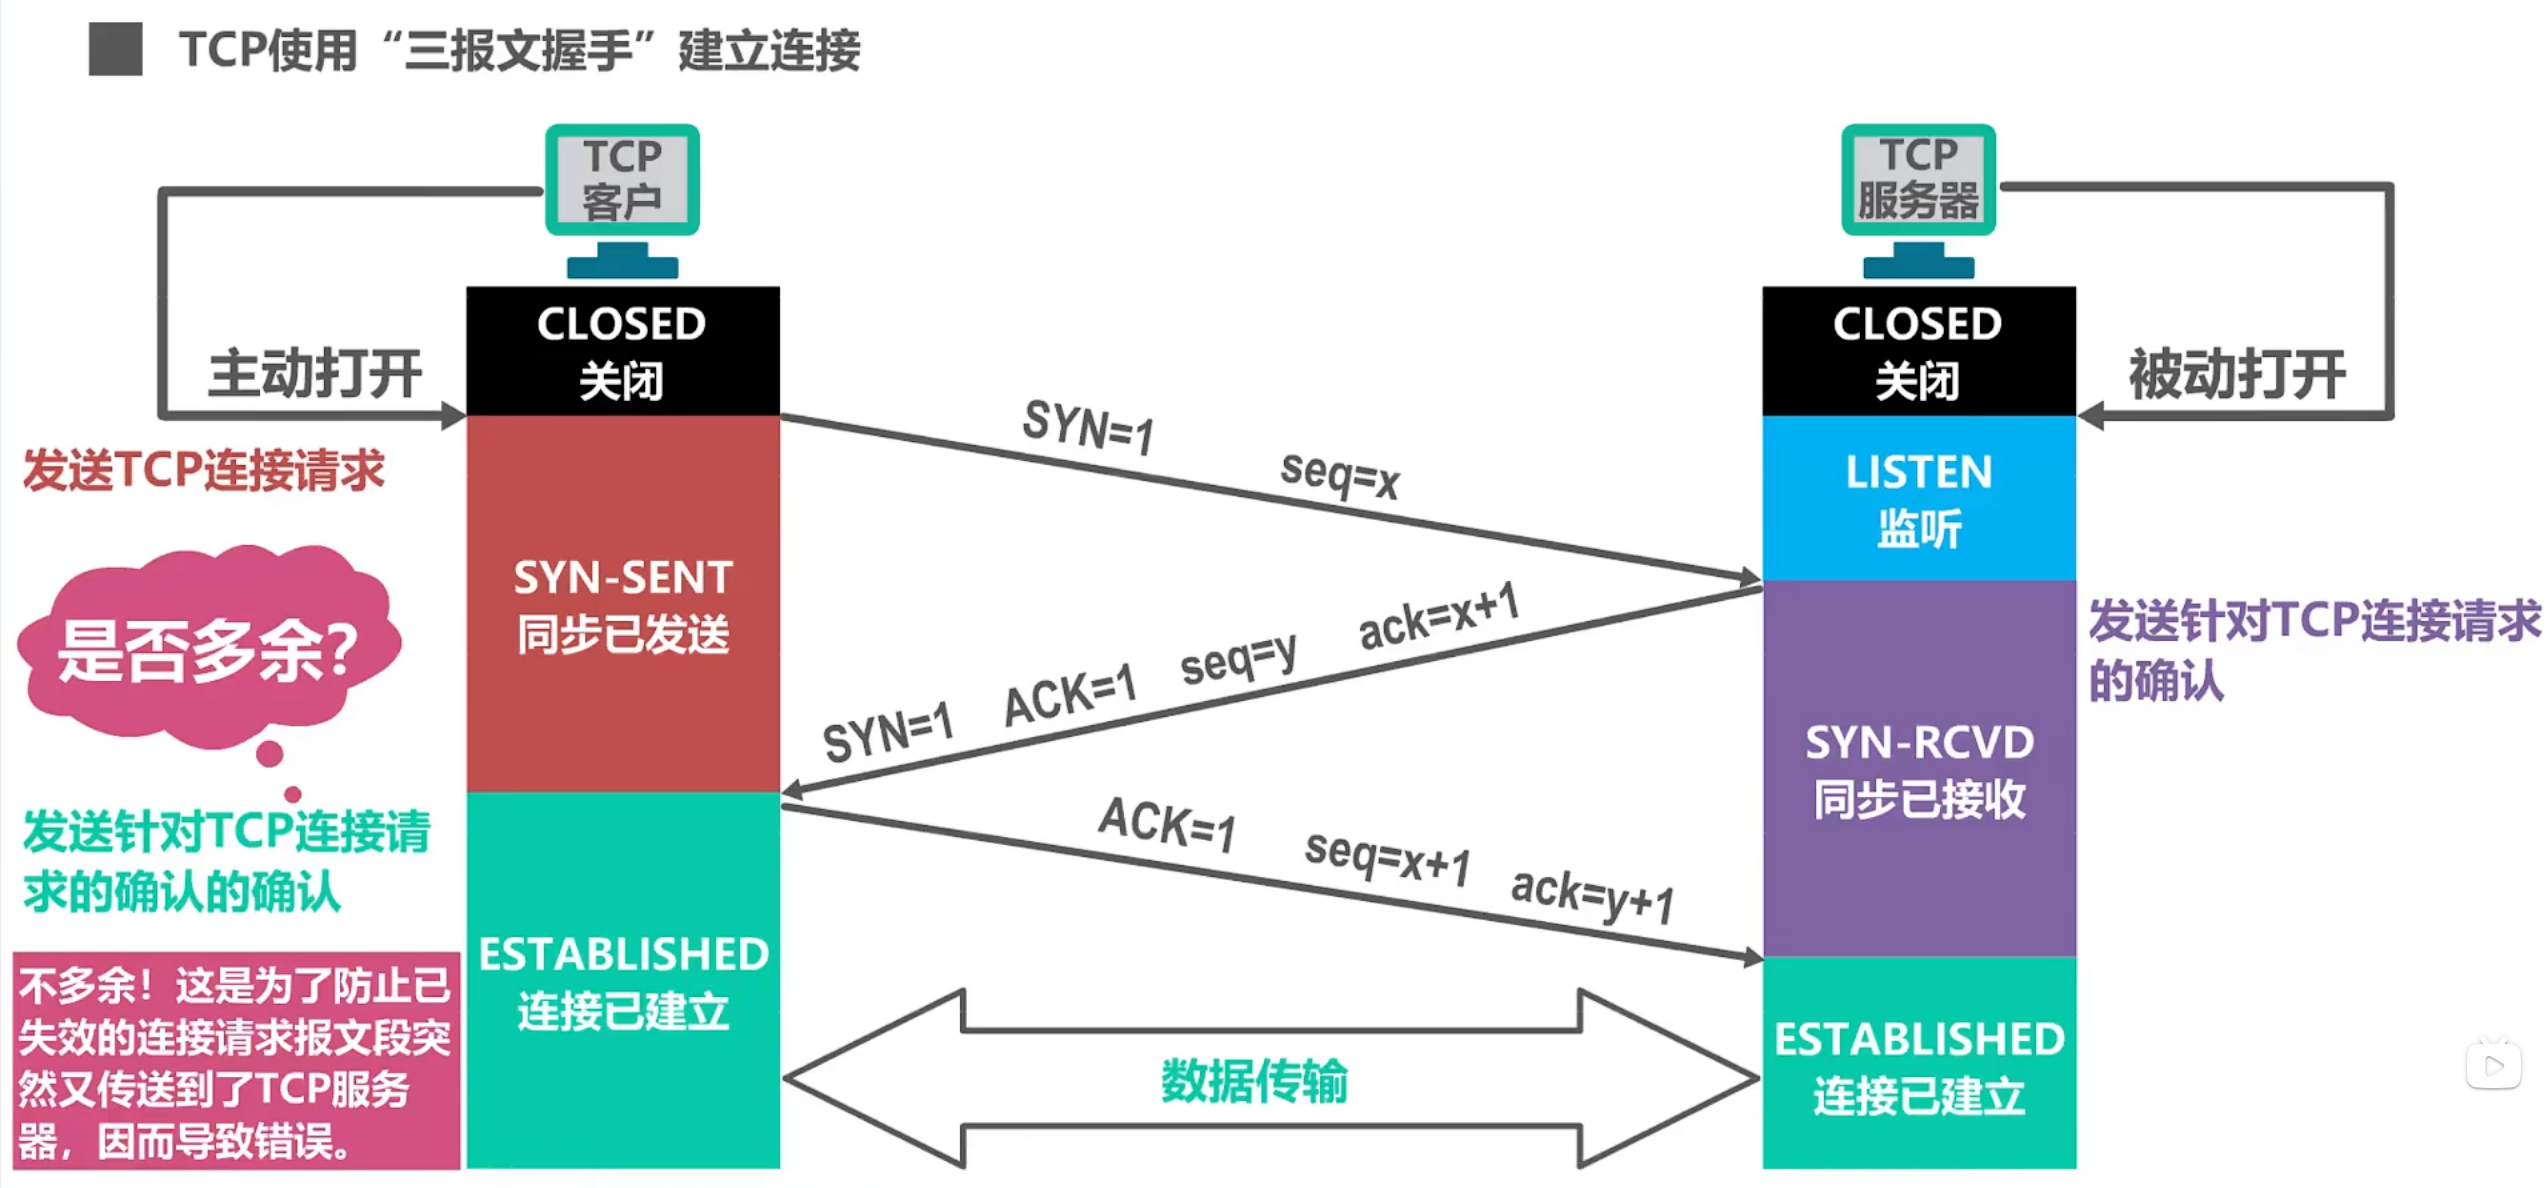 TCP使用“三报文握手”建立连接
TCP
客户
TCP
服务器
CLOSED
关闭
CLOSED
关闭
主动打开
被动打开
SYN=1 seq=x
发送TCP连接请求
LISTEN
监听
SYN-SENT
同步已发送
是否多余？
SYN=1 ACK=1 seq=y ack=x+1
发送针对TCP连接请求
的确认
SYN-RCVD
同步已接收
发送针对TCP连接请
求的确认的确认
ACK=1 seq=x+1 ack=y+1
ESTABLISHED
连接已建立
不多余！这是为了防止已
失效的连接请求报文段突
然又传送到了TCP服务
器，因而导致错误。
数据传输
ESTABLISHED
连接已建立